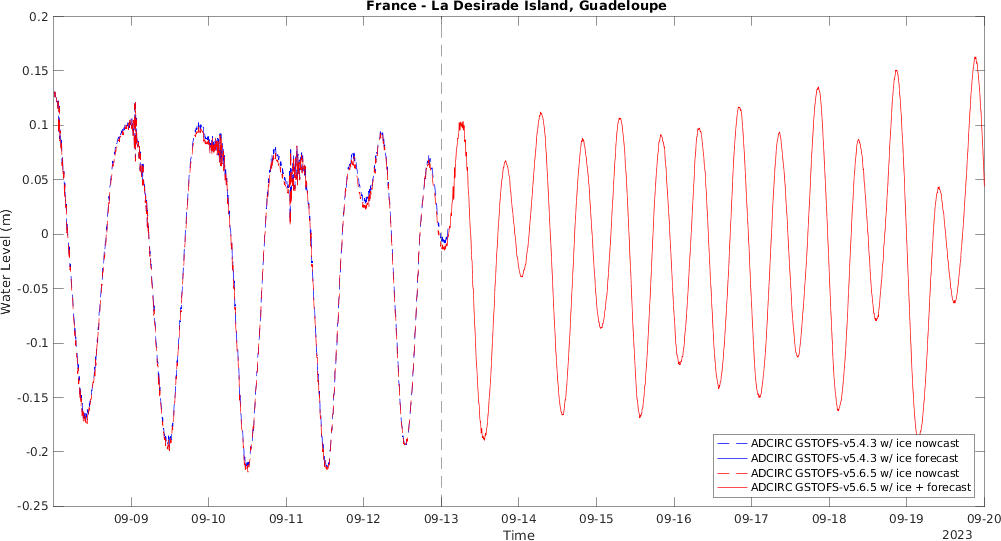 France - La Desirade Island, Guadeloupe
0.2
0.15
0.1
0.05
0
-0.05
-0.1
-0.15
-0.2
-0.25
Water Level (m)
ADCIRC GSTOFS-v5.4.3 w/ ice nowcast
ADCIRC GSTOFS-v5.4.3 w/ ice forecast
ADCIRC GSTOFS-v5.6.5 w/ ice nowcast
ADCIRC GSTOFS-v5.6.5 w/ ice + forecast
09-09 09-10 09-11 09-12 09-13 09-14 09-15 09-16 09-17 09-18 09-19 09-20
Time
2023